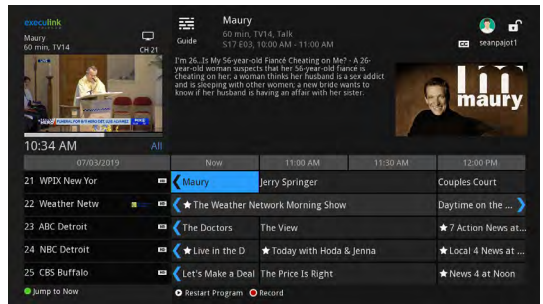 execulink
Maury
60 min, TV14
CH 21
Guide
Maury
60 min, TV14, Talk
S17 E03, 10:00 AM - 11:00 AM
CC
seanpajot1
I'm 26...Is My 56-year-old Fiancé Cheating on Me? - A 26-
year-old woman suspects that her 56-year-old fiance is
cheating on her; a woman thinks her husband is a sex addict
and is sleeping with other women; a new bride wants to
know if her husband is having an affair with her sister.
maury
10:34 AM
All
07/03/2019
Now
11:00 AM
11:30 AM
12:00 PM
21 WPIX New Yor
Maury
Jerry Springer
Couples Court
22 Weather Netw
The Weather Network Morning Show
Daytime on the ...
23 ABC Detroit
The Doctors
The View
7 Action News at...
24 NBC Detroit
Live in the D
Today with Hoda & Jenna
Local 4 News at...
25 CBS Buffalo
Let's Make a Deal
The Price Is Right
News 4 at Noon
Jump to Now
Restart Program
Record